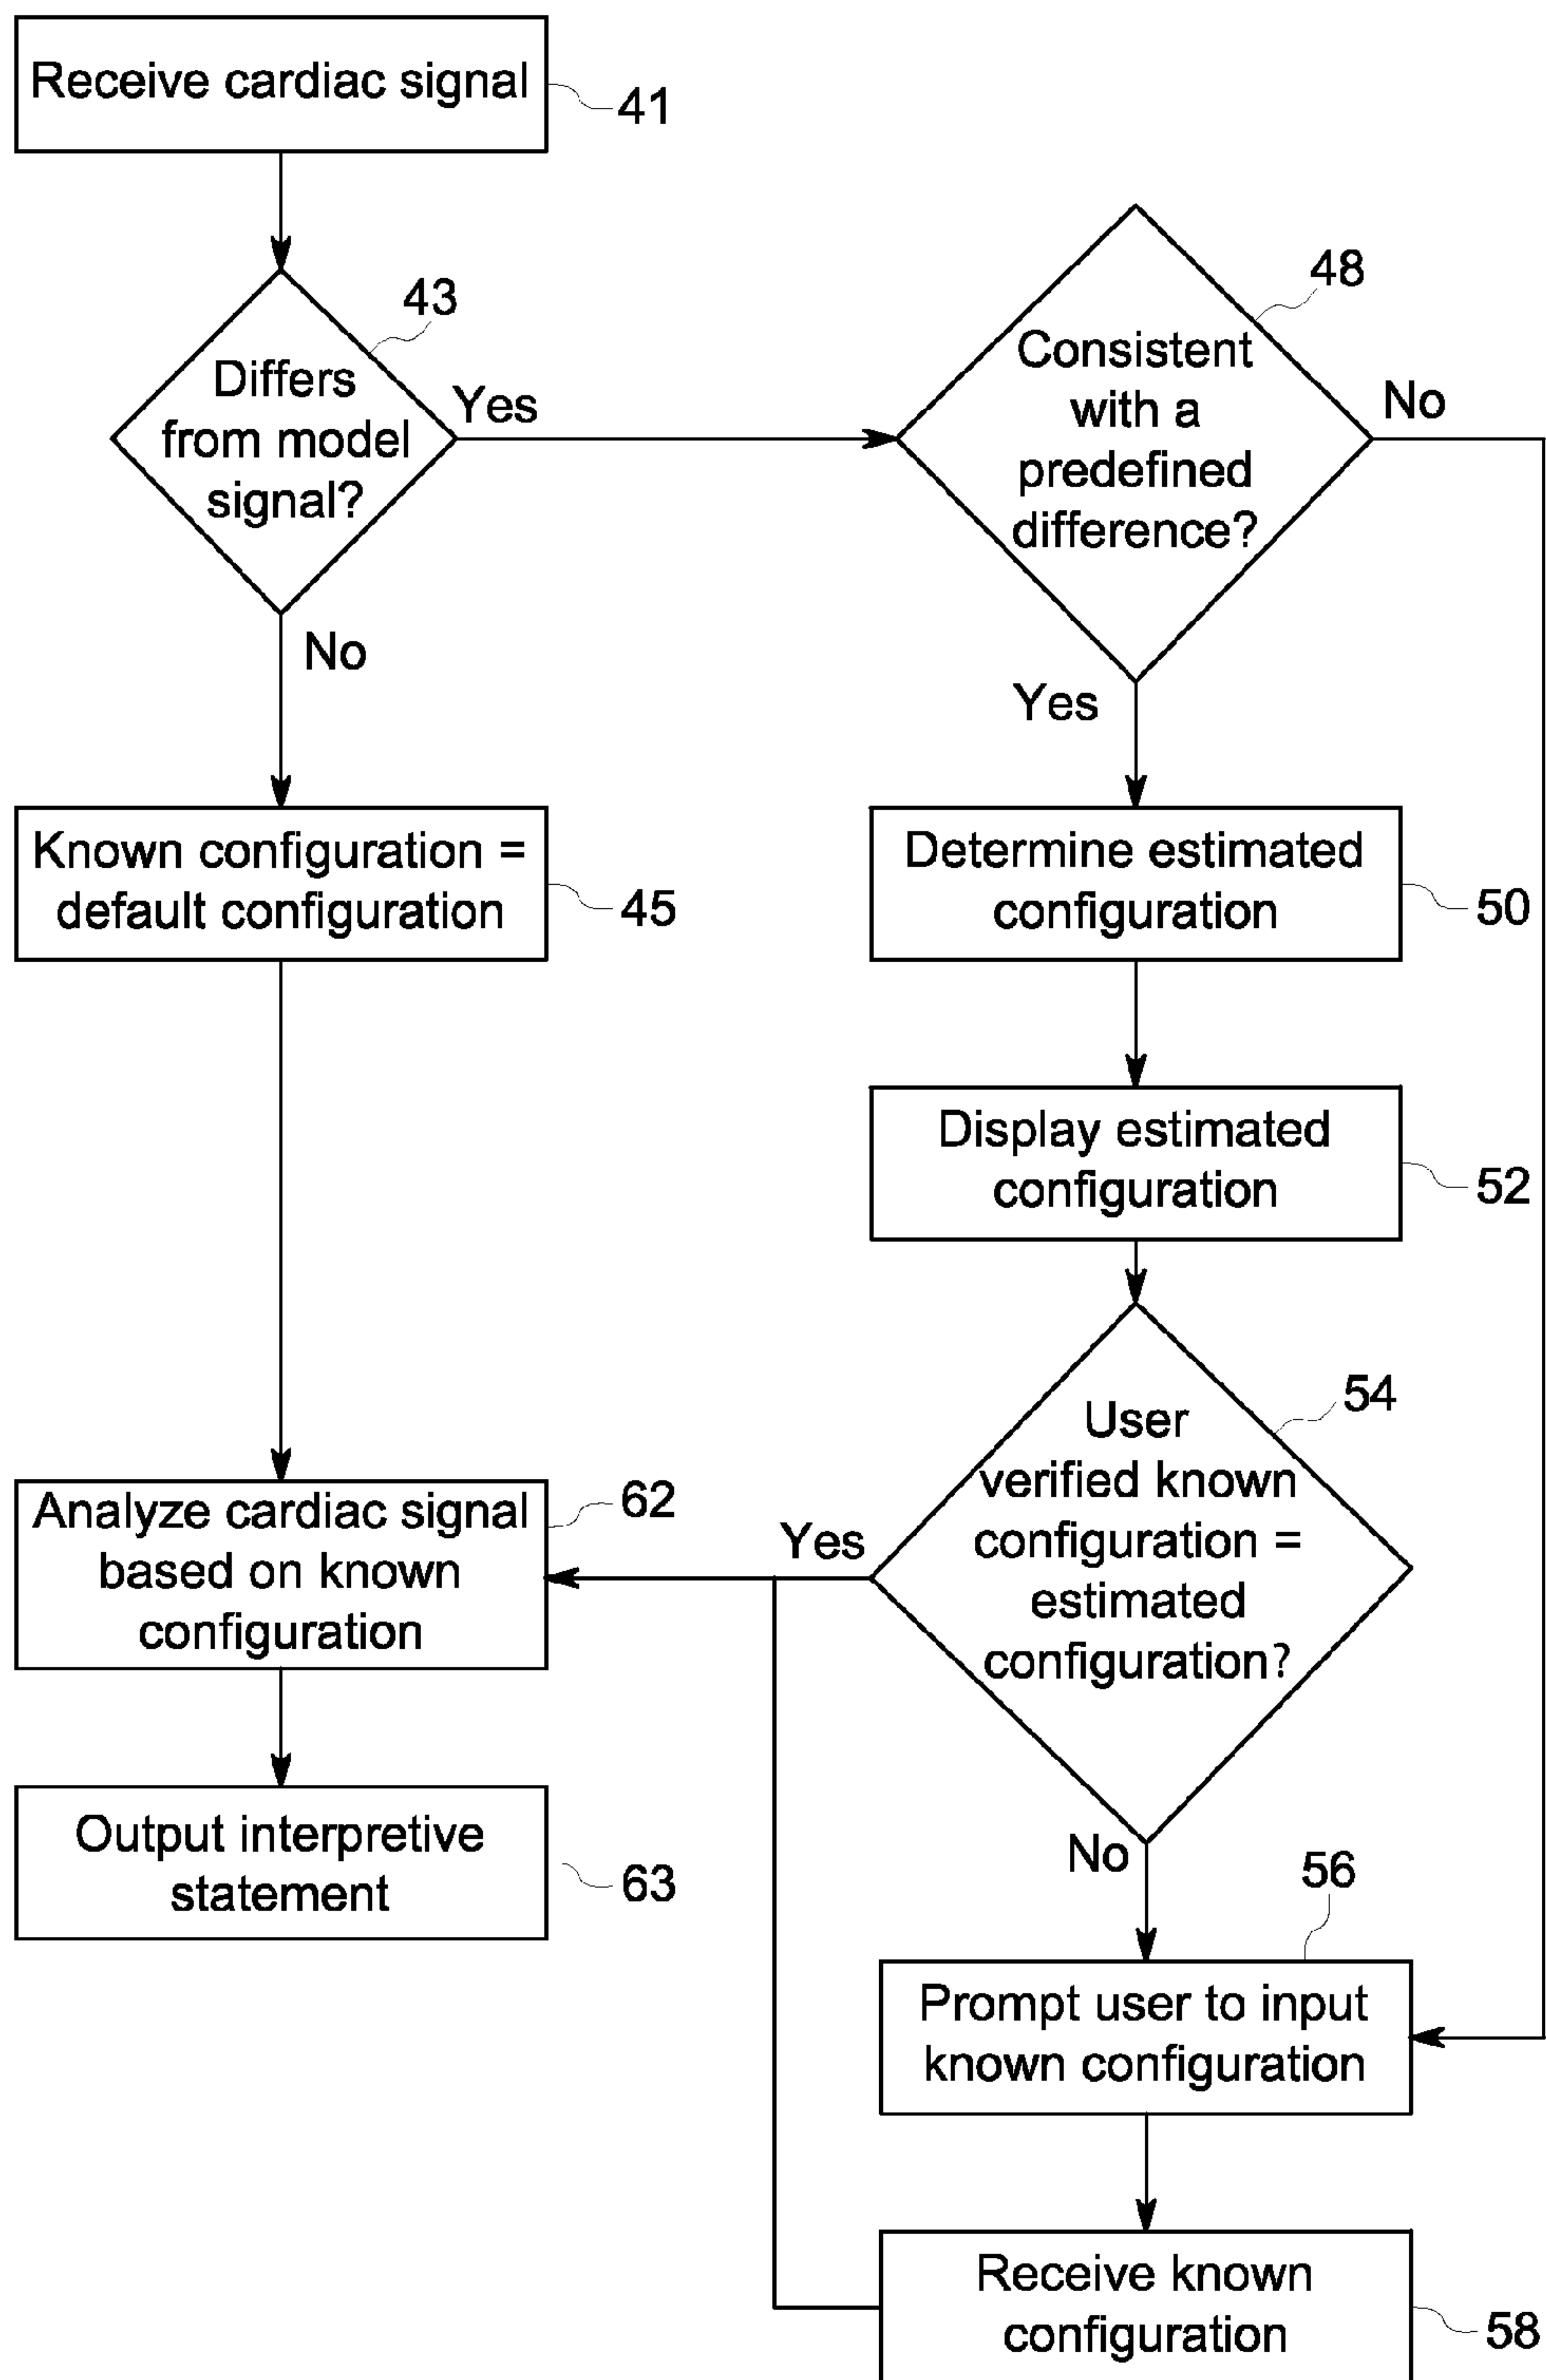 Receive cardiac signal
41
43
Differs
from model
signal?
Yes
No
48
Consistent
with a
predefined
difference?
No
Yes
Known configuration =
default configuration
45
Determine estimated
configuration
50
Display estimated
configuration
52
54
User
verified known
configuration =
estimated
configuration?
Yes
No
Analyze cardiac signal
based on known
configuration
62
Output interpretive
statement
63
56
Prompt user to input
known configuration
Receive known
configuration
58